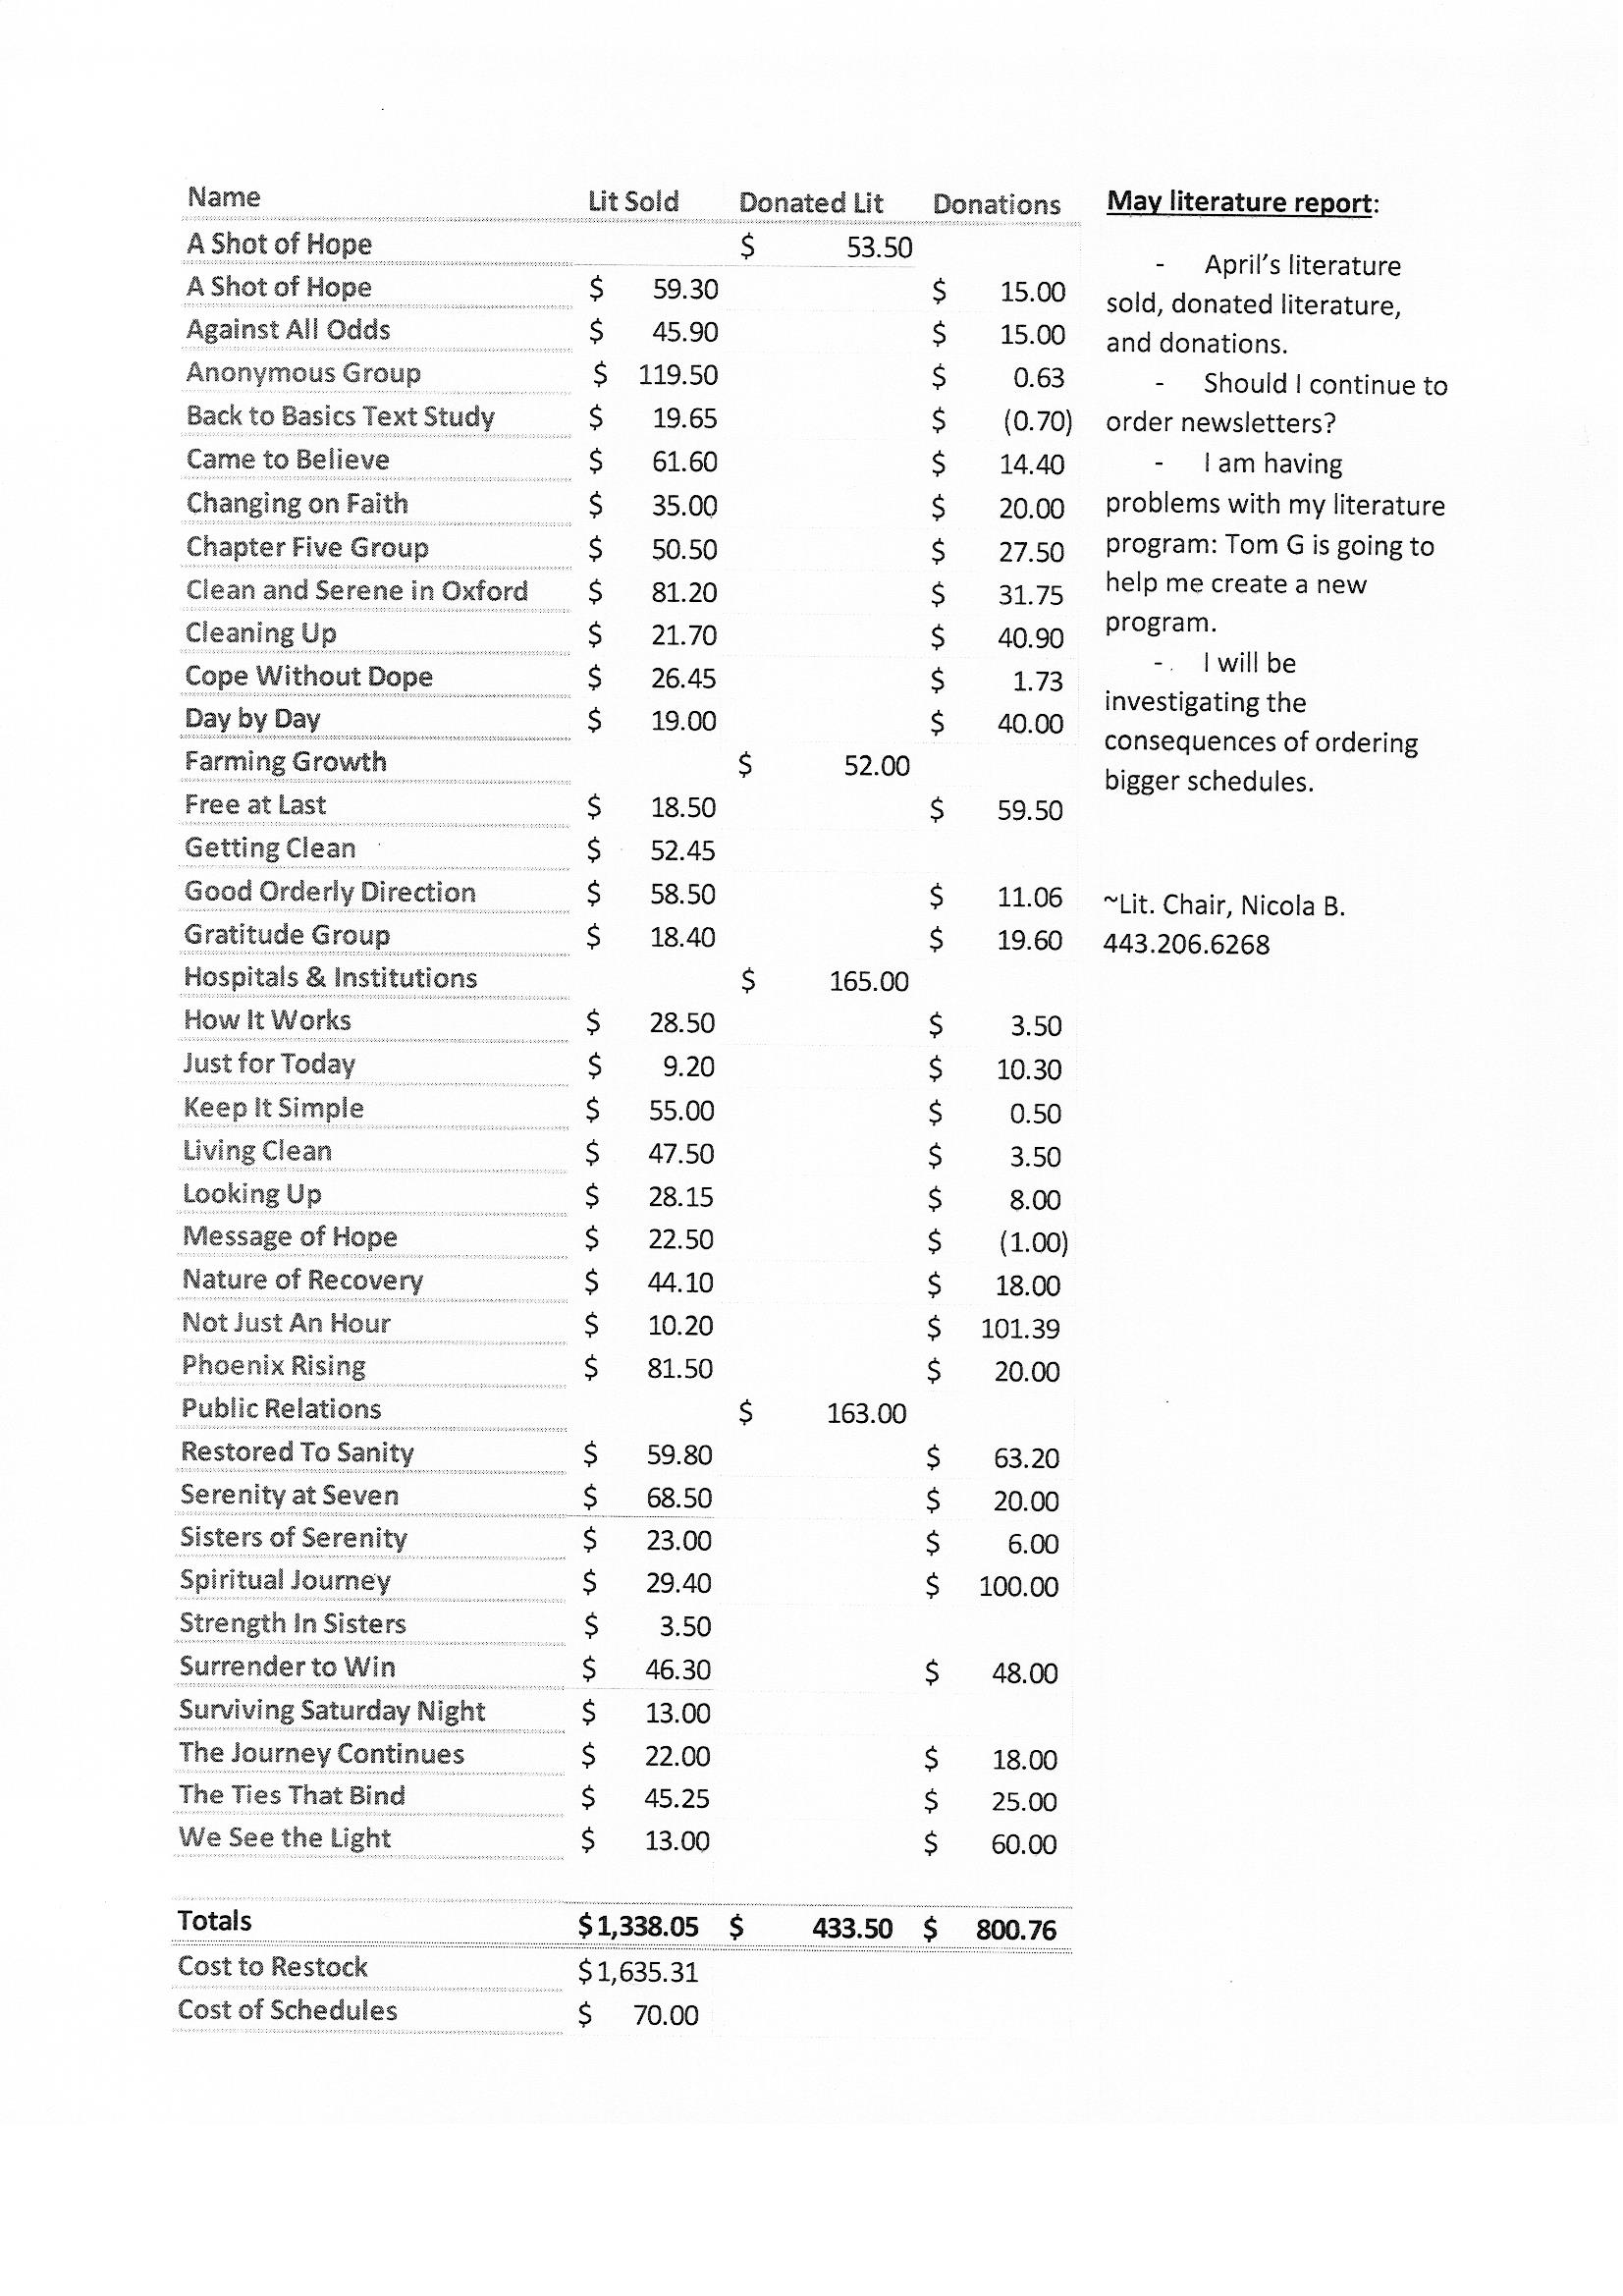 Name Lit Sold Donated Lit Donations
A Shot of Hope $ 53.50
A Shot of Hope $ 59.30 $ 15.00
Against All Odds $ 45.90 $ 15.00
Anonymous Group $ 119.50 $ 0.63
Back to Basics Text Study $ 19.65 $ (0.70)
Came to Believe $ 61.60 $ 14.40
Changing on Faith $ 35.00 $ 20.00
Chapter Five Group $ 50.50 $ 27.50
Clean and Serene in Oxford $ 81.20 $ 31.75
Cleaning Up $ 21.70 $ 40.90
Cope Without Dope $ 26.45 $ 1.73
Day by Day $ 19.00 $ 40.00
Farming Growth $ 52.00
Free at Last $ 18.50 $ 59.50
Getting Clean $ 52.45
Good Orderly Direction $ 58.50 $ 11.06
Gratitude Group $ 18.40 $ 19.60
Hospitals & Institutions $ 165.00
How It Works $ 28.50 $ 3.50
Just for Today $ 9.20 $ 10.30
Keep It Simple $ 55.00 $ 0.50
Living Clean $ 47.50 $ 3.50
Looking Up $ 28.15 $ 8.00
Message of Hope $ 22.50 $ (1.00)
Nature of Recovery $ 44.10 $ 18.00
Not Just An Hour $ 10.20 $ 101.39
Phoenix Rising $ 81.50 $ 20.00
Public Relations $ 163.00
Restored To Sanity $ 59.80 $ 63.20
Serenity at Seven $ 68.50 $ 20.00
Sisters of Serenity $ 23.00 $ 6.00
Spiritual Journey $ 29.40 $ 100.00
Strength In Sisters $ 3.50
Surrender to Win $ 46.30 $ 48.00
Surviving Saturday Night $ 13.00
The Journey Continues $ 22.00 $ 18.00
The Ties That Bind $ 45.25 $ 25.00
We See the Light $ 13.00 $ 60.00
Totals $1,338.05 $ 433.50 $ 800.76
Cost to Restock $1,635.31
Cost of Schedules $ 70.00
May literature report:
- April's literature
sold, donated literature,
and donations.
- Should I continue to
order newsletters?
- I am having
problems with my literature
program: Tom G is going to
help me create a new
program.
- I will be
investigating the
consequences of ordering
bigger schedules.
~Lit. Chair, Nicola B.
443.206.6268